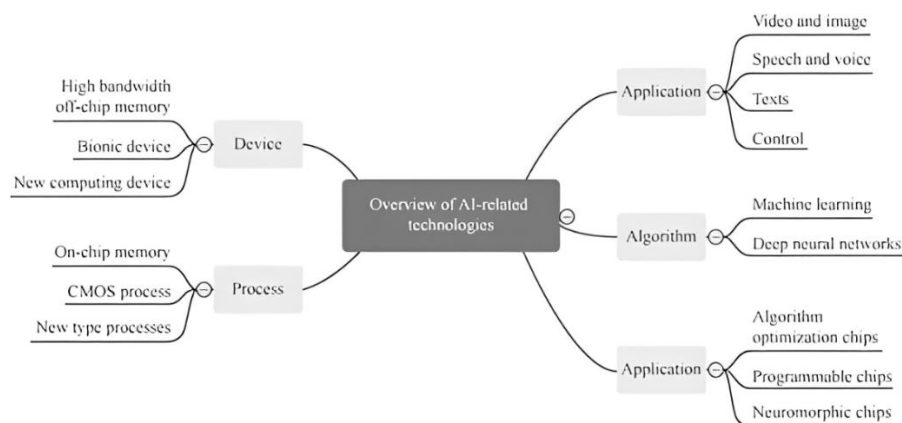 Overview of AI-related
technologies
Device
High bandwidth
off-chip memory
Bionic device
New computing device
Process
On-chip memory
CMOS process
New type processes
Application
Video and image
Speech and voice
Texts
Control
Algorithm
Machine learning
Deep neural networks
Application
Algorithm
optimization chips
Programmable chips
Neuromorphic chips